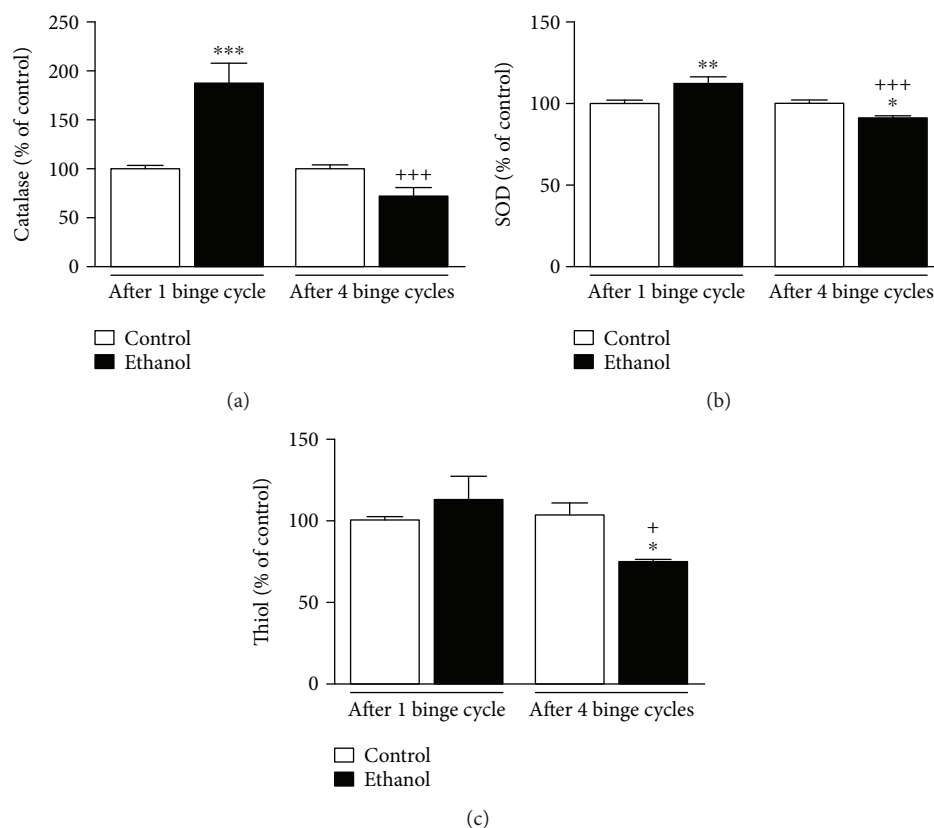 250
200
150
100
50
0
Catalase (% of control)
***
+++
After 1 binge cycle
After 4 binge cycles
Control
Ethanol
(a)
150
100
50
0
SOD (% of control)
**
+++
*
After 1 binge cycle
After 4 binge cycles
Control
Ethanol
(b)
150
100
50
0
Thiol (% of control)
+
*
After 1 binge cycle
After 4 binge cycles
Control
Ethanol
(c)